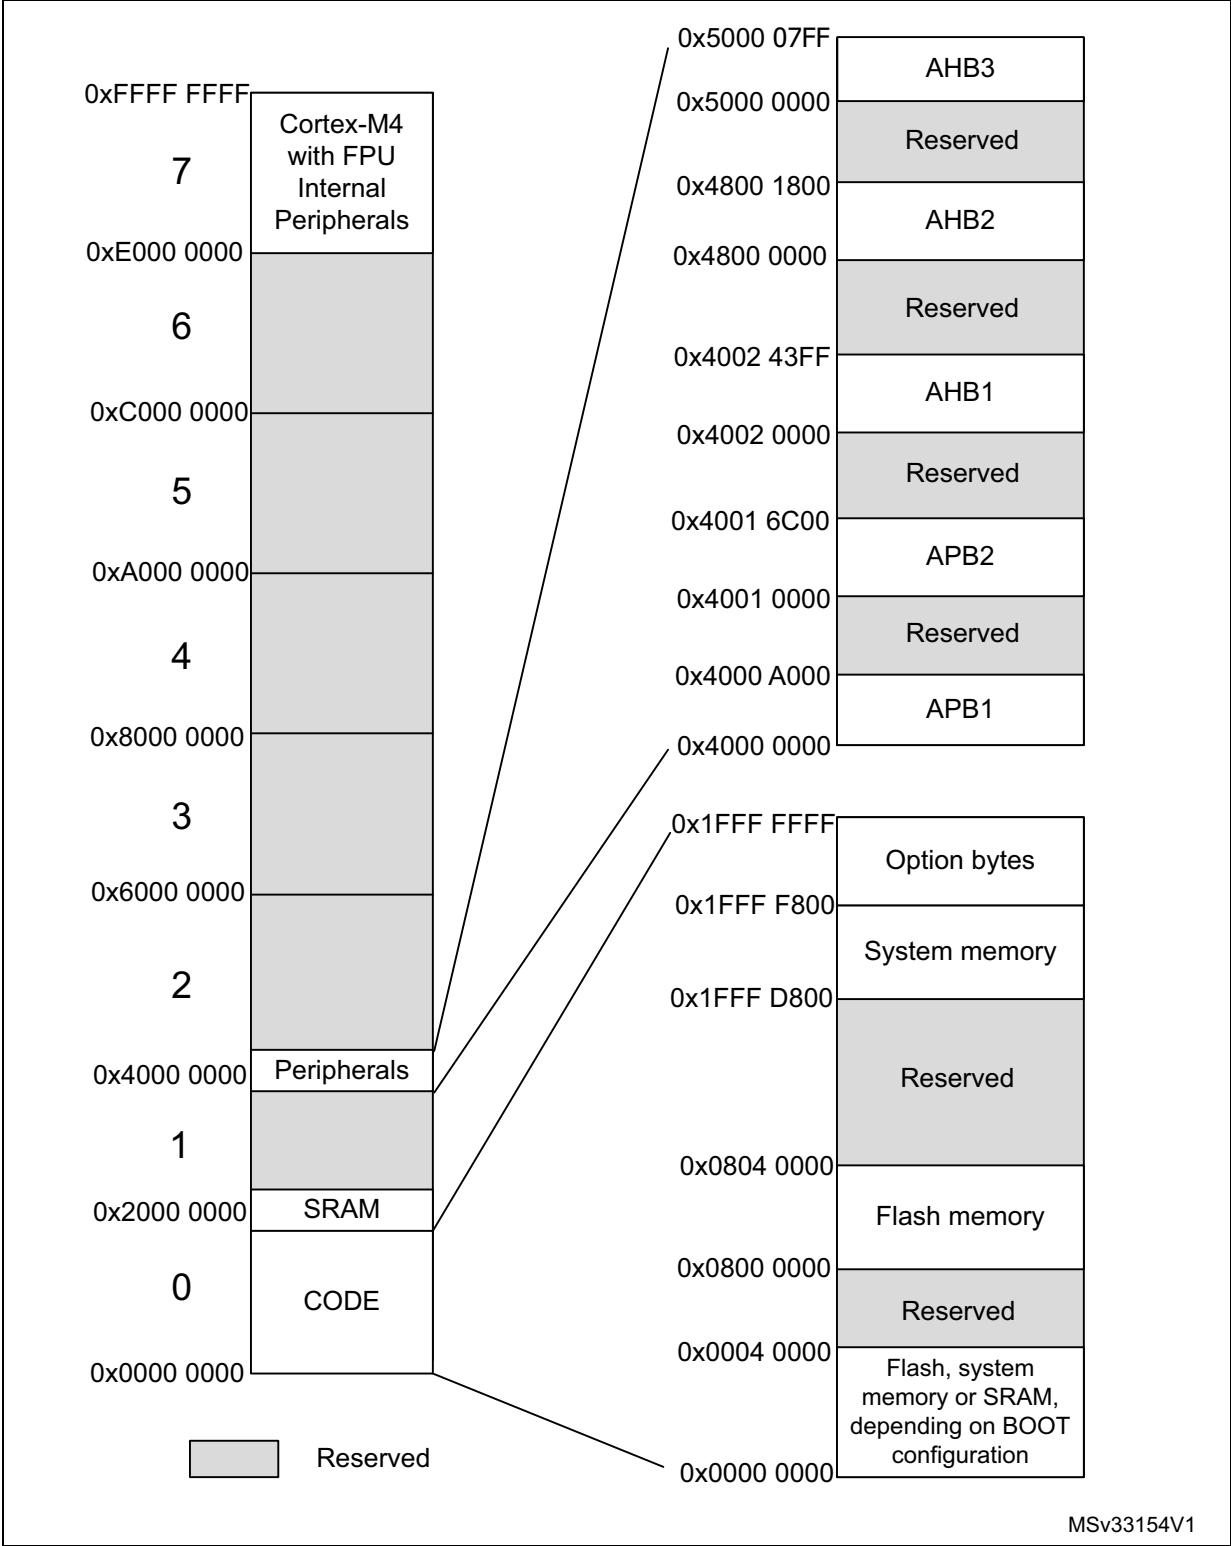 0xFFFF FFFF
Cortex-M4
with FPU
Internal
Peripherals
7
0xE000 0000
6
0xC000 0000
5
0xA000 0000
4
0x8000 0000
3
0x6000 0000
2
0x4000 0000
Peripherals
1
0x2000 0000
SRAM
0
CODE
0x0000 0000
Reserved
0x5000 07FF
AHB3
0x5000 0000
Reserved
0x4800 1800
AHB2
0x4800 0000
Reserved
0x4002 43FF
AHB1
0x4002 0000
Reserved
0x4001 6C00
APB2
0x4001 0000
Reserved
0x4000 A000
APB1
0x4000 0000
0x1FFF FFFF
Option bytes
0x1FFF F800
System memory
0x1FFF D800
Reserved
0x0804 0000
Flash memory
0x0800 0000
Reserved
0x0004 0000
Flash, system
memory or SRAM,
depending on BOOT
configuration
0x0000 0000
MSv33154V1